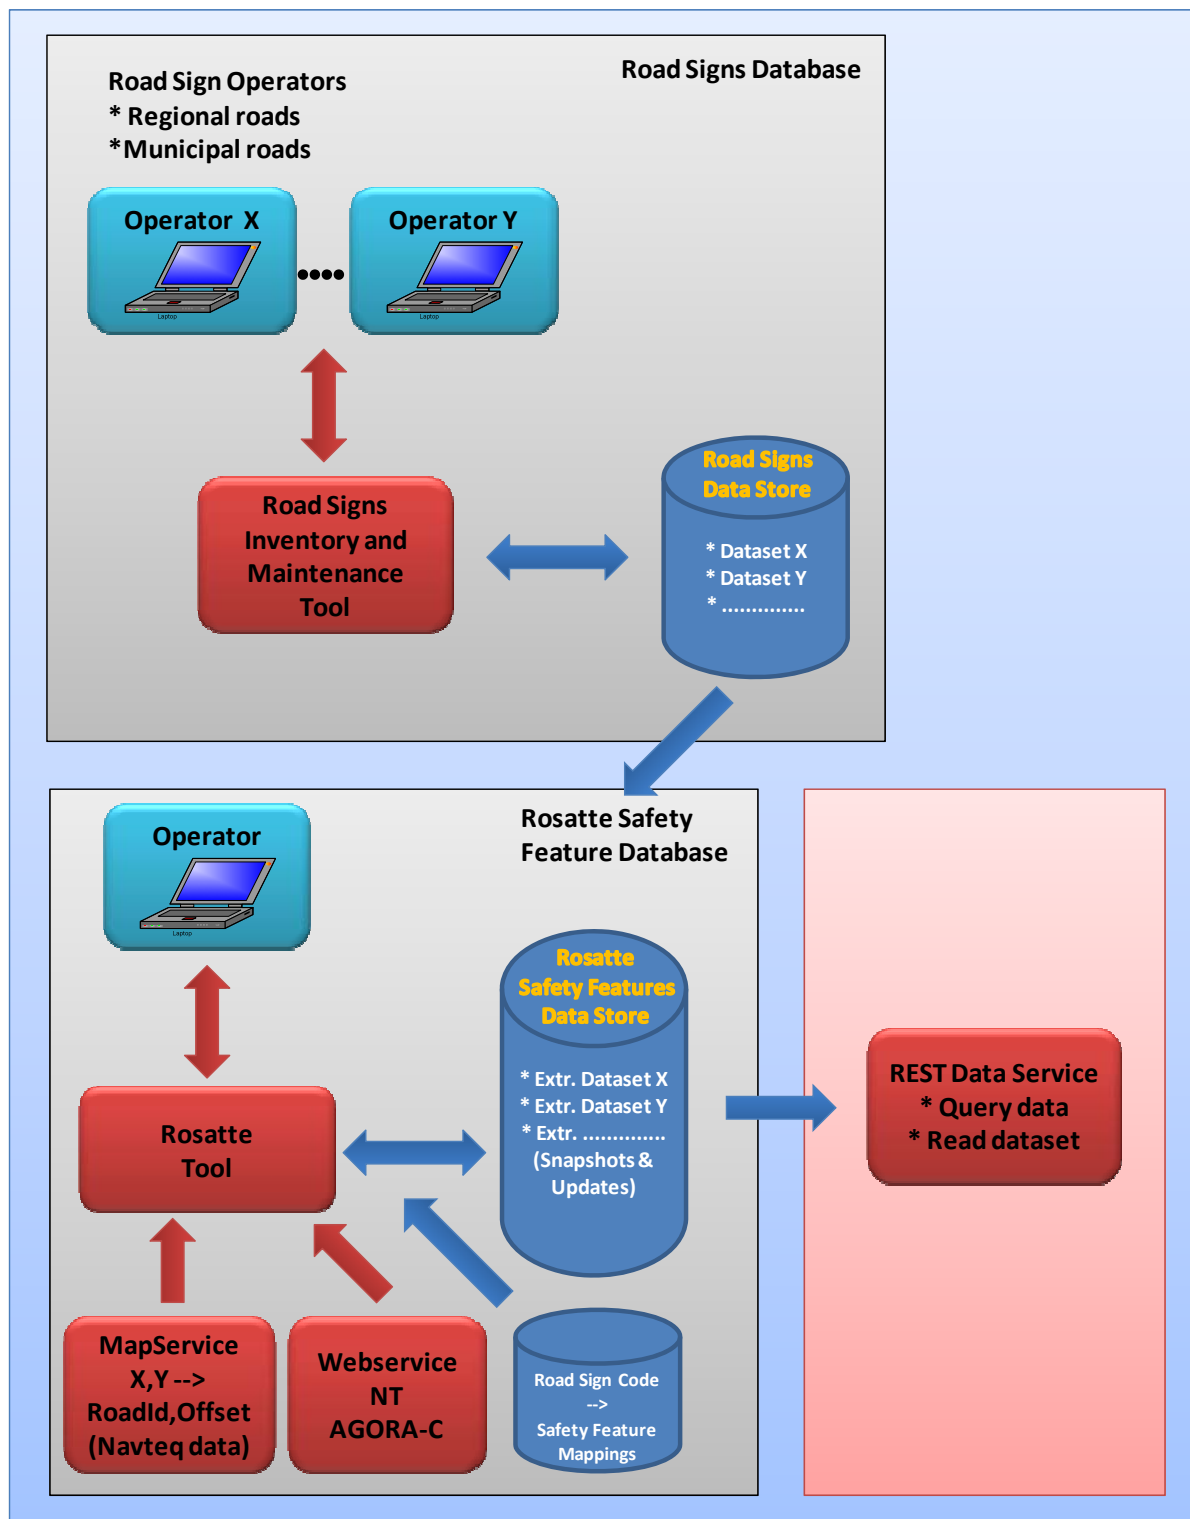 Road Signs Database
Road Sign Operators
* Regional roads
*Municipal roads
Operator X
Laptop
Operator Y
Laptop
Road Signs
Inventory and
Maintenance
Tool
Road Signs
Data Store
* Dataset X
* Dataset Y
* ..............
Rosatte Safety
Feature Database
Operator
Laptop
Rosatte
Safety Features
Data Store
* Extr. Dataset X
* Extr. Dataset Y
* Extr. ..............
(Snapshots &
Updates)
REST Data Service
* Query data
* Read dataset
Rosatte
Tool
MapService
X,Y -->
RoadId,Offset
(Navteq data)
Webservice
NT
AGORA-C
Road Sign Code
-->
Safety Feature
Mappings